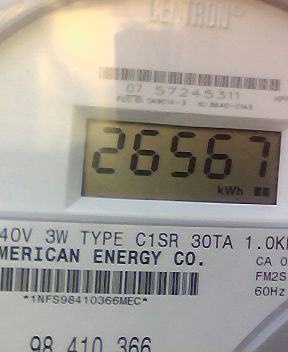 CENTRON®
07 57245311
26567
kWh
40V 3W TYPE C1SR 30TA 1.0K
MERICAN ENERGY CO.
CA 0
FM2S
60Hz
*1NFS98410366MEC*
98 410 366